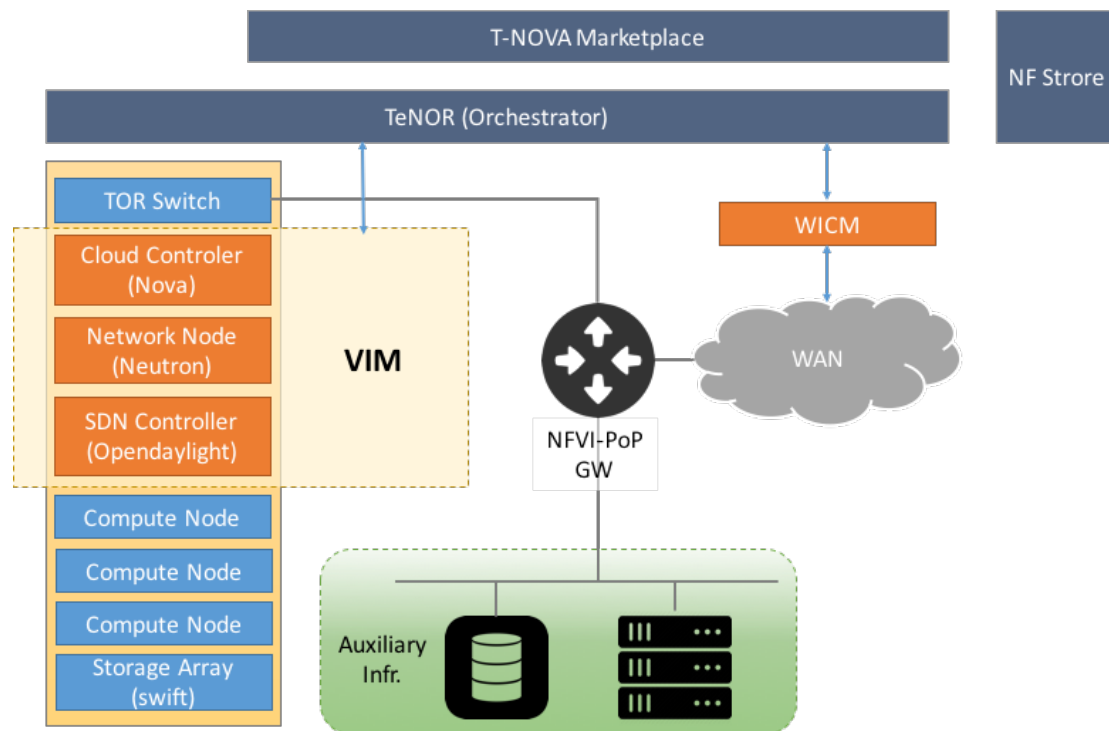 T-NOVA Marketplace
NF Strore
TeNOR (Orchestrator)
TOR Switch
WICM
Cloud Controler
(Nova)
Network Node
(Neutron)
VIM
WAN
SDN Controller
(Opendaylight)
NFVI-PoP
GW
Compute Node
Compute Node
Compute Node
Storage Array
(swift)
Auxiliary
Infr.